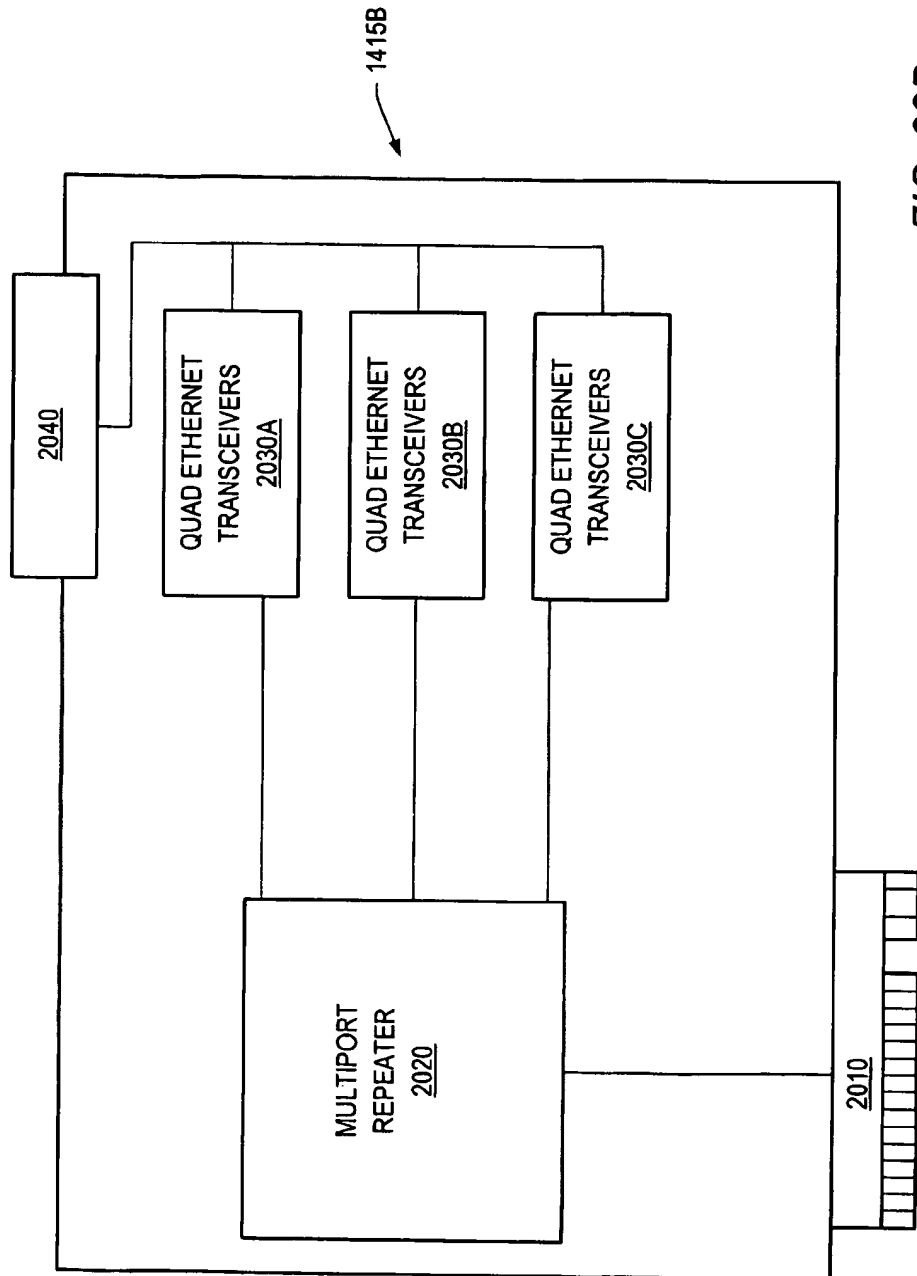 1415B
2040
QUAD ETHERNET
TRANSCEIVERS
2030A
QUAD ETHERNET
TRANSCEIVERS
2030B
QUAD ETHERNET
TRANSCEIVERS
2030C
MULTIPORT
REPEATER
2020
2010